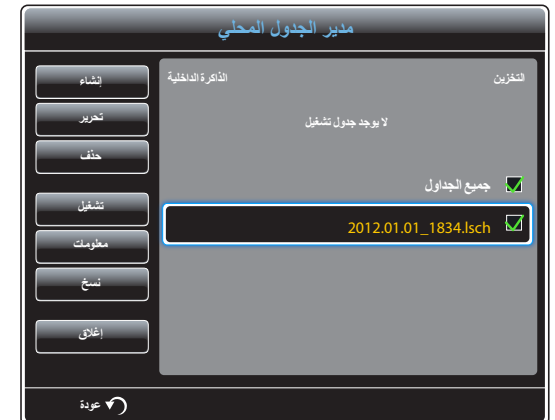 مدير الجدول المحلي
التخزين الذاكرة الداخلية
لا يوجد جدول تشغيل
جميع الجداول
2012.01.01_1834.lsch
إنشاء
تحرير
حذف
تشغيل
معلومات
نسخ
إغلاق
عودة